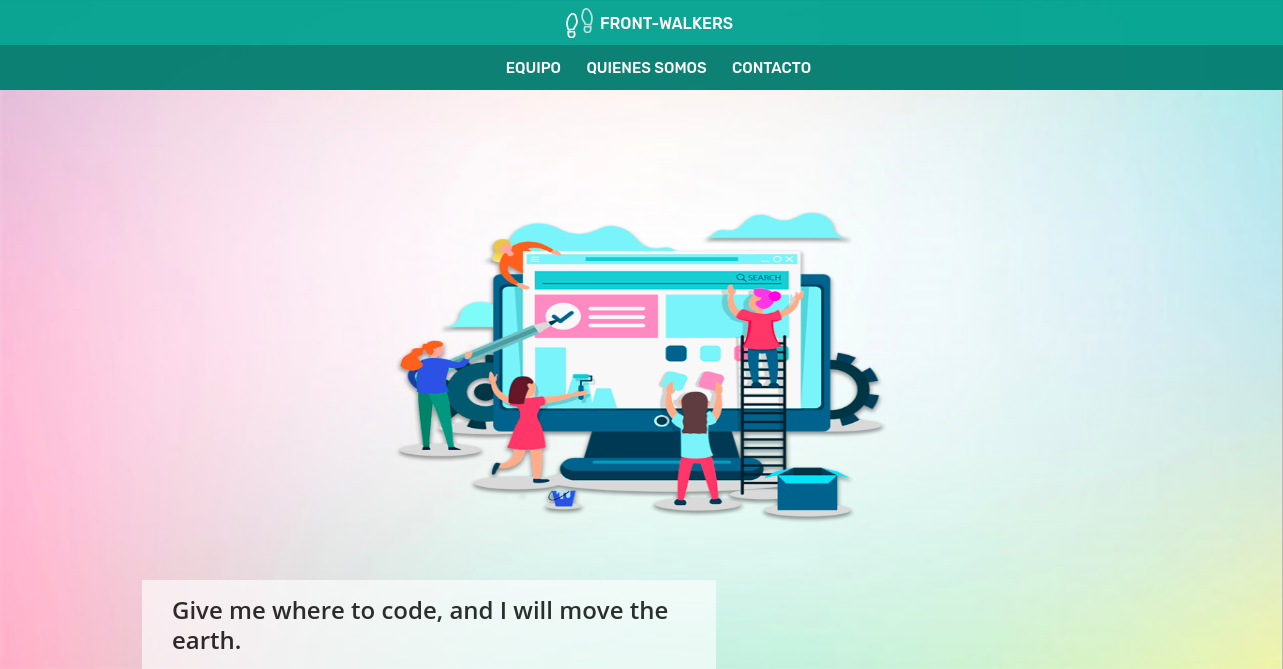 FRONT-WALKERS
EQUIPO QUIENES SOMOS CONTACTO
SEARCH
Give me where to code, and I will move the
earth.